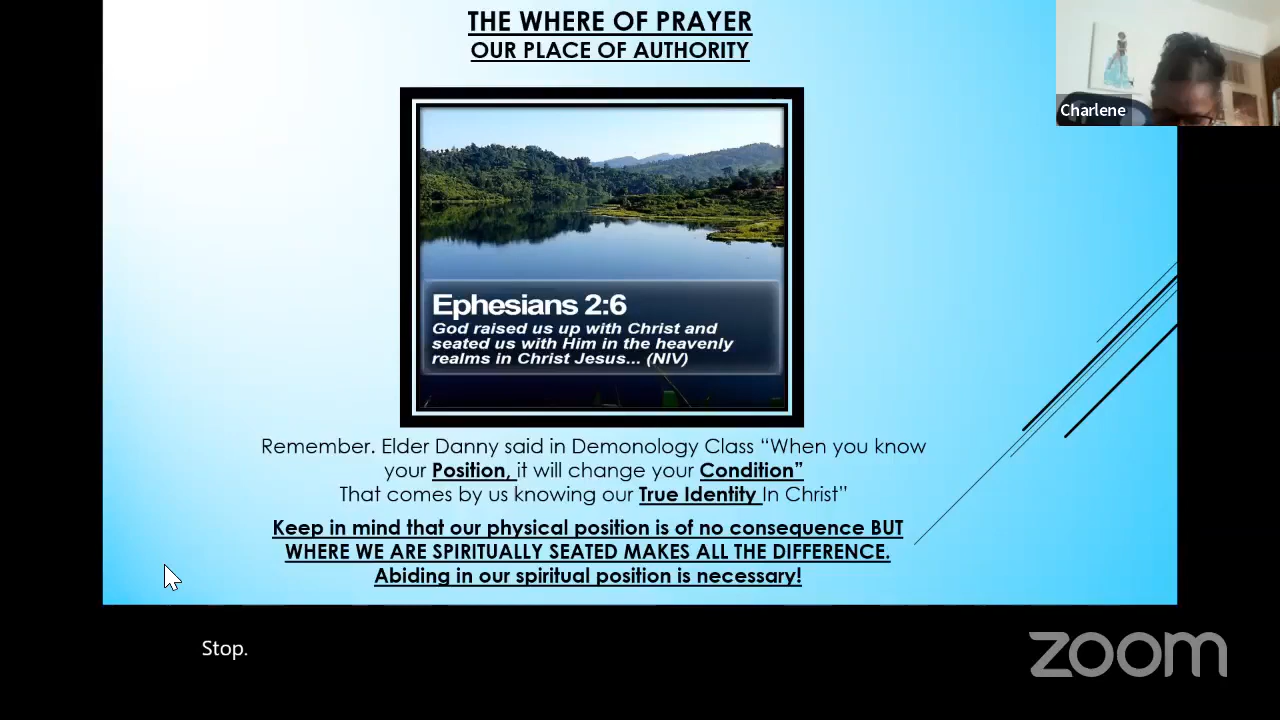 THE WHERE OF PRAYER
OUR PLACE OF AUTHORITY
Charlene
Ephesians 2:6
God raised us up with Christ and
seated us with Him in the heavenly
realms in Christ Jesus... (NIV)
Remember. Elder Danny said in Demonology Class “When you know
your Position, it will change your Condition”
That comes by us knowing our True Identity In Christ”
Keep in mind that our physical position is of no consequence BUT
WHERE WE ARE SPIRITUALLY SEATED MAKES ALL THE DIFFERENCE.
Abiding in our spiritual position is necessary!
Stop.
zoom